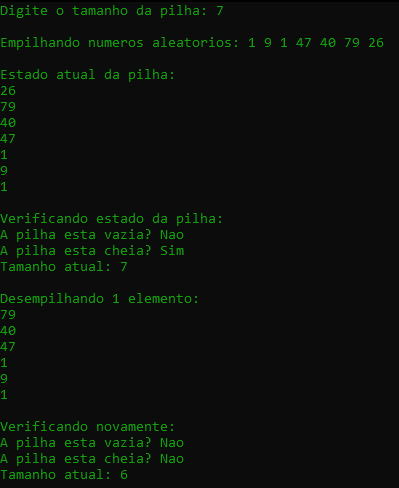 Digite o tamanho da pilha: 7
Empilhando numeros aleatorios: 1 9 1 47 40 79 26
Estado atual da pilha:
26
79
40
47
1
9
1
Verificando estado da pilha:
A pilha esta vazia? Nao
A pilha esta cheia? Sim
Tamanho atual: 7
Desempilhando 1 elemento:
79
40
47
1
9
1
Verificando novamente:
A pilha esta vazia? Nao
A pilha esta cheia? Nao
Tamanho atual: 6